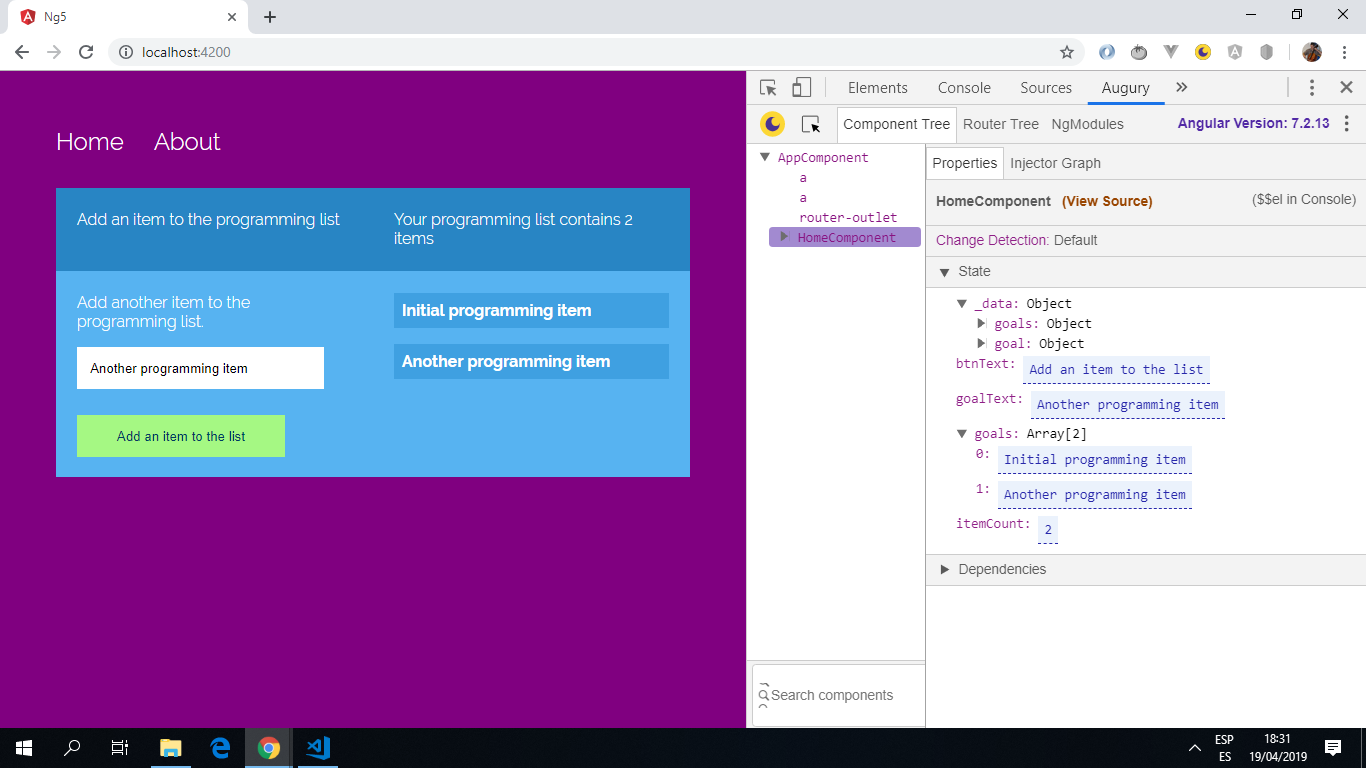 Ng5
localhost:4200
Home About
Add an item to the programming list
Your programming list contains 2
items
Add another item to the
programming list.
Another programming item
Add an item to the list
Initial programming item
Another programming item
Elements Console Sources Augury
Component Tree Router Tree NgModules Angular Version: 7.2.13
AppComponent
a
a
router-outlet
HomeComponent
Search components
Properties Injector Graph
HomeComponent (View Source) ($$el in Console)
Change Detection: Default
State
_data: Object
goals: Object
goal: Object
btnText: Add an item to the list
goalText: Another programming item
goals: Array[2]
0: Initial programming item
1: Another programming item
itemCount: 2
Dependencies
ESP
ES
18:31
19/04/2019